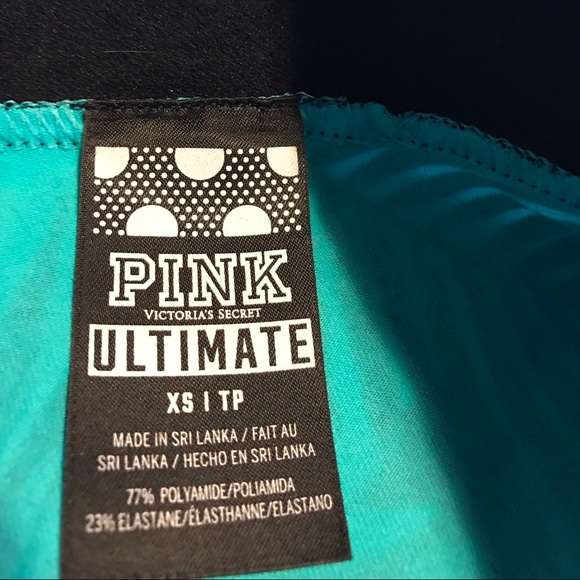 PINK
VICTORIA'S SECRET
ULTIMATE
XS | TP
MADE IN SRI LANKA / FAIT AU
SRI LANKA / HECHO EN SRI LANKA
77% POLYAMIDE/POLIAMIDA
23% ELASTANE/ÉLASTHANNE/ELASTANO